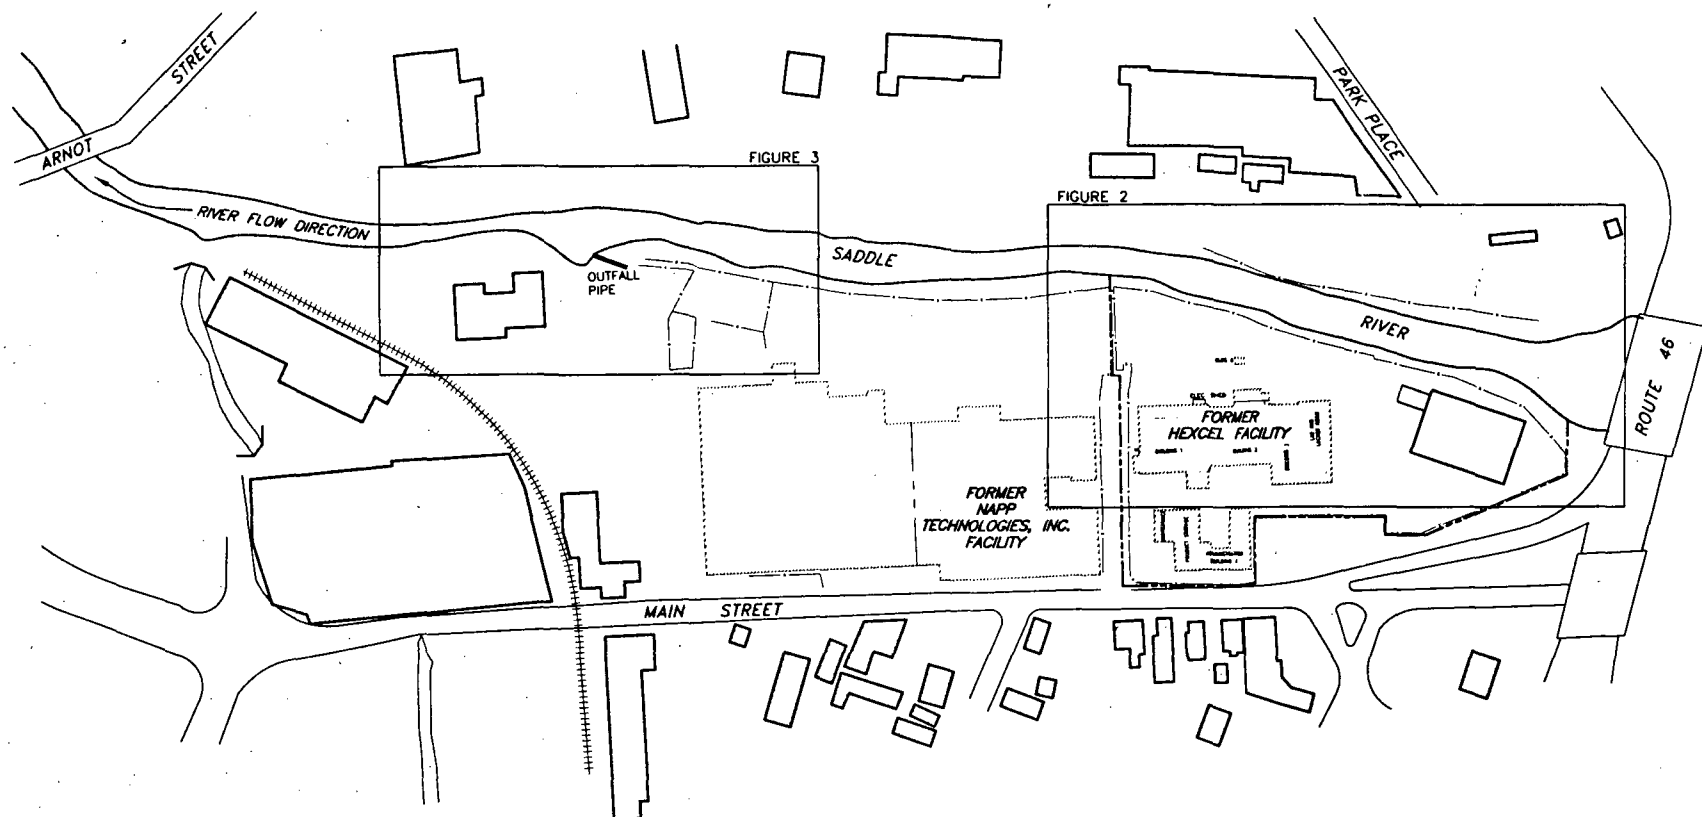 STREET
ARNOT
PARK PLACE
FIGURE 3
FIGURE 2
RIVER FLOW DIRECTION
SADDLE
OUTFALL
PIPE
RIVER
ROUTE 46
FORMER
HEXCEL FACILITY
FORMER
NAPP
TECHNOLOGIES, INC.
FACILITY
MAIN STREET